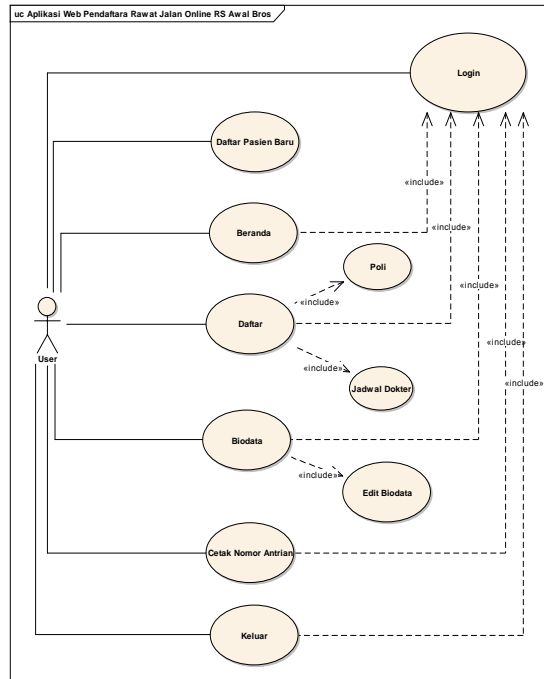 uc Aplikasi Web Pendaftara Rawat Jalan Online RS Awal Bros
Login
Daftar Pasien Baru
«include»
Beranda
«include»
Poli
«include»
«include»
Daftar
«include»
«include»
«include»
User
Jadwal Dokter
Biodata
«include»
Edit Biodata
Cetak Nomor Antrian
Keluar